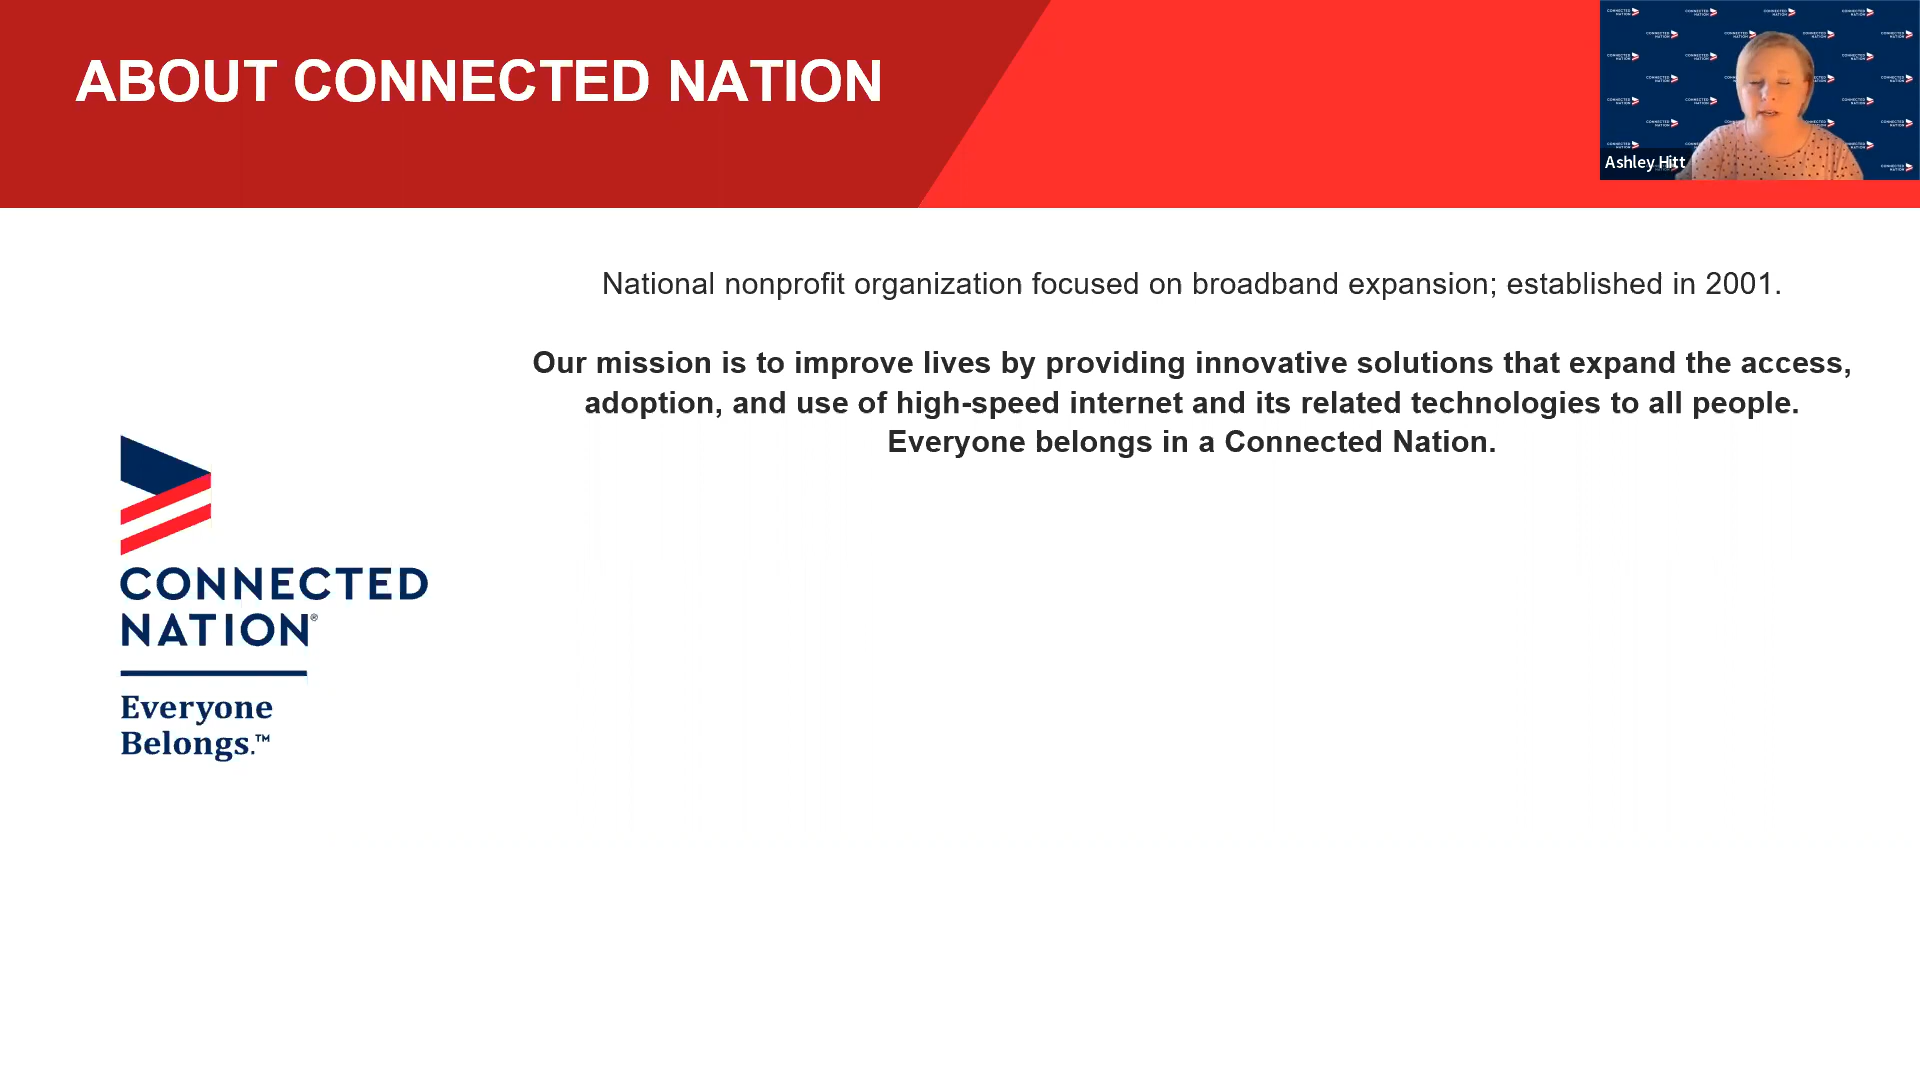 ABOUT CONNECTED NATION
Ashley Hitt
National nonprofit organization focused on broadband expansion; established in 2001.
Our mission is to improve lives by providing innovative solutions that expand the access,
adoption, and use of high-speed internet and its related technologies to all people.
Everyone belongs in a Connected Nation.
CONNECTED
NATION®
Everyone
Belongs.™